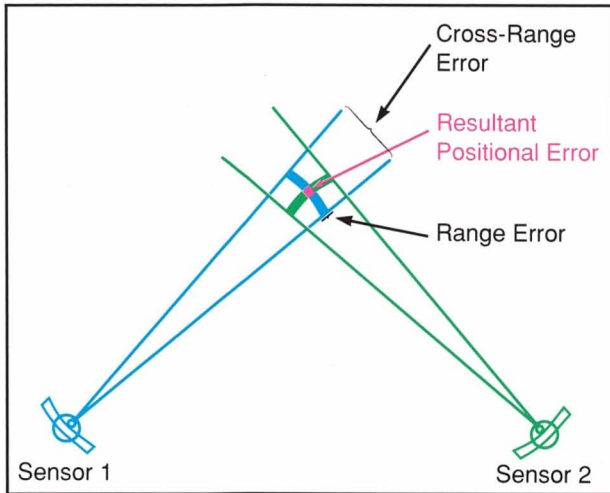 Cross-Range
Error
Resultant
Positional Error
Range Error
Sensor 1
Sensor 2